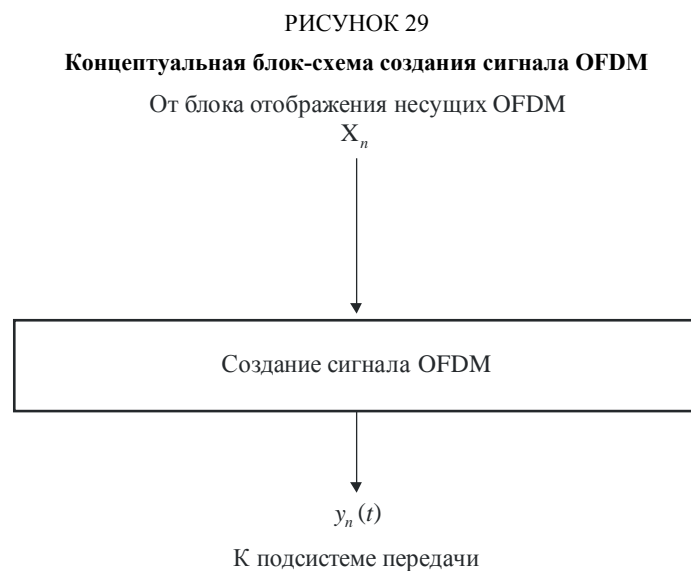 РИСУНОК 29
Концептуальная блок-схема создания сигнала OFDM
От блока отображения несущих OFDM
Xₙ
Создание сигнала OFDM
yₙ (t)
К подсистеме передачи